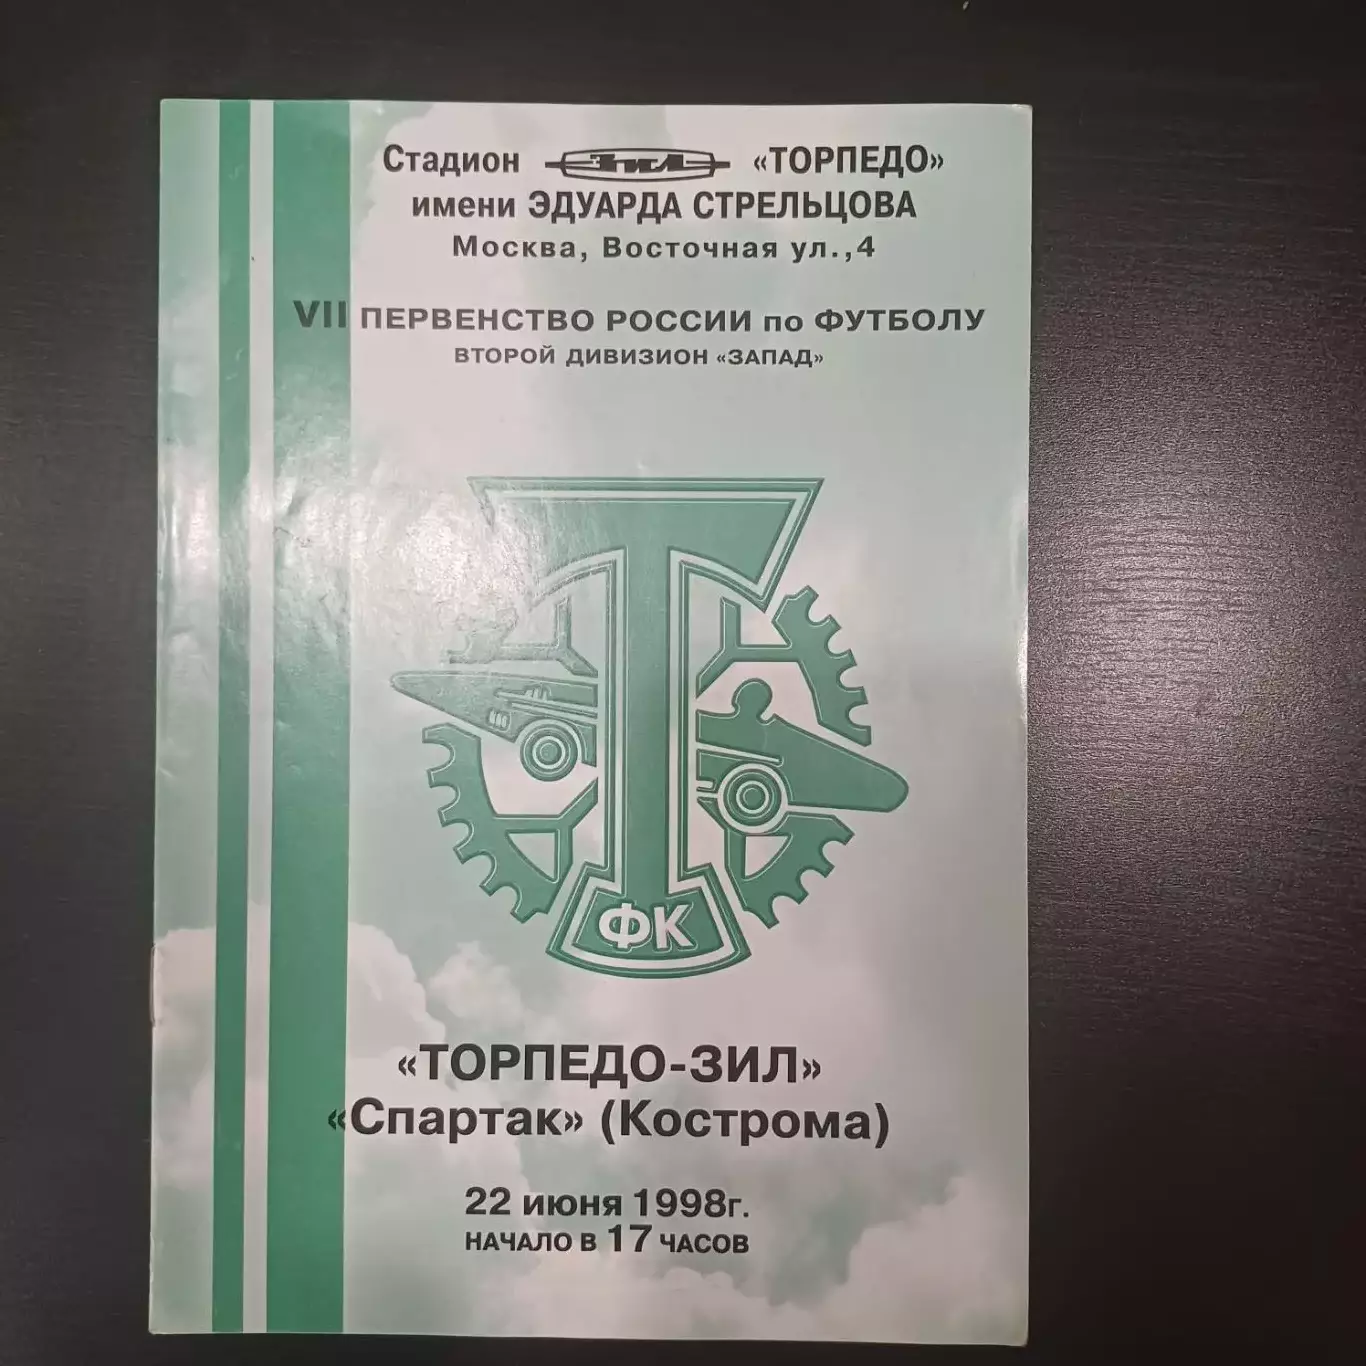 Стадион ЗИЛ «ТОРПЕДО»
имени ЭДУАРДА СТРЕЛЬЦОВА
Москва, Восточная ул.,4
VII ПЕРВЕНСТВО РОССИИ по ФУТБОЛУ
ВТОРОЙ ДИВИЗИОН «ЗАПАД»
Т
ФК
«ТОРПЕДО-ЗИЛ»
«Спартак» (Кострома)
22 июня 1998г.
НАЧАЛО В 17 ЧАСОВ